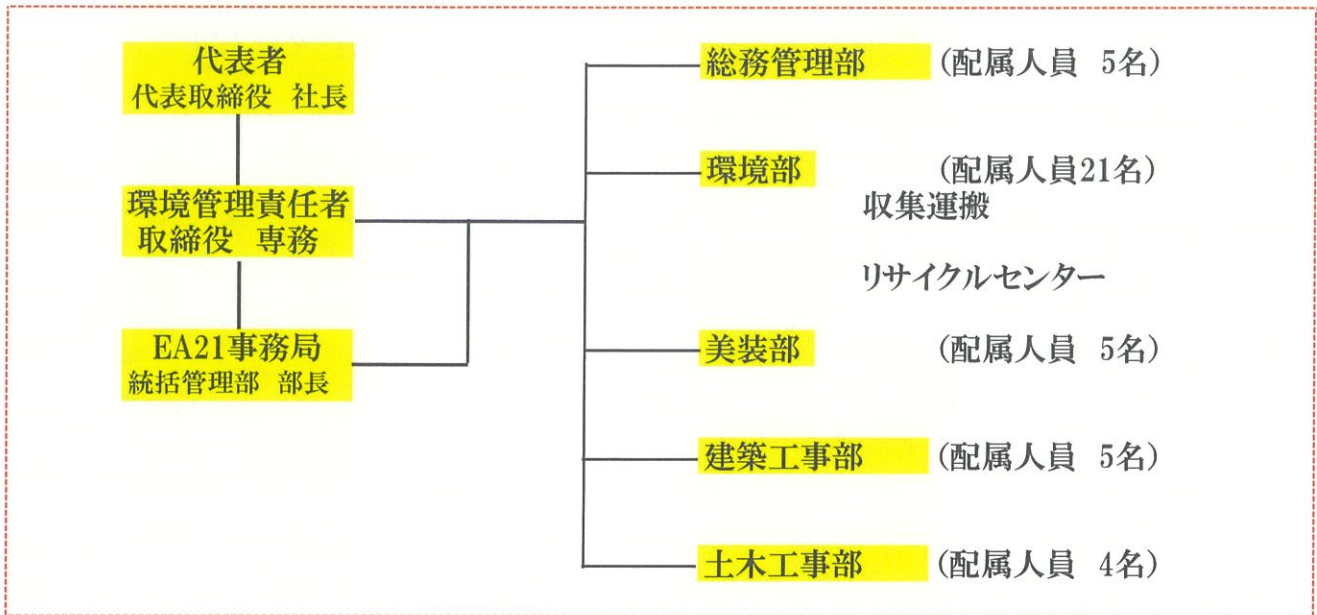 代表者
代表取締役 社長
環境管理責任者
取締役 専務
EA21事務局
統括管理部 部長
総務管理部 (配属人員 5名)
環境部 (配属人員21名)
収集運搬
リサイクルセンター
美装部 (配属人員 5名)
建築工事部 (配属人員 5名)
土木工事部 (配属人員 4名)